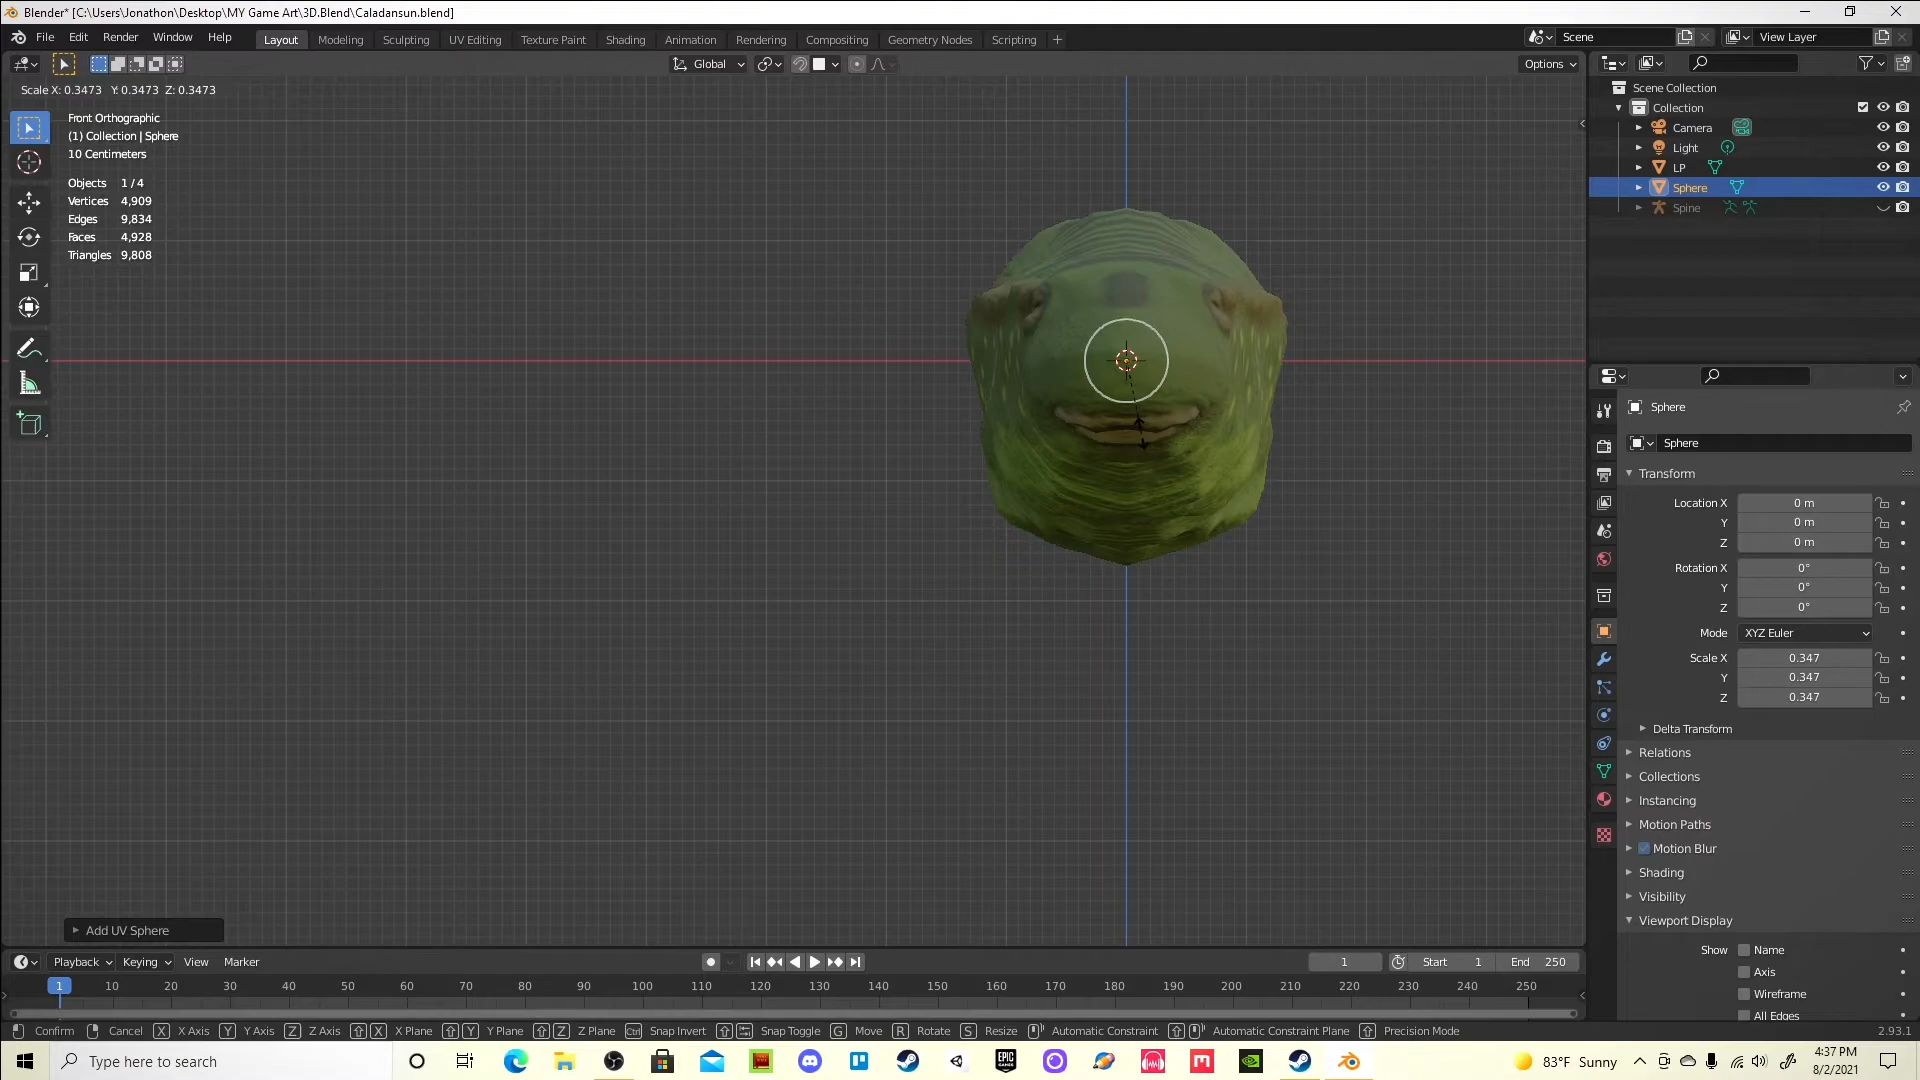 Blender* [C:\Users\Jonathon\Desktop\MY Game Art\3D.Blend\Caladansun.blend]
File Edit Render Window Help Layout Modeling Sculpting UV Editing Texture Paint Shading Animation Rendering Compositing Geometry Nodes Scripting + Scene View Layer
Global Options
Scale X: 0.3473 Y: 0.3473 Z: 0.3473
Front Orthographic
(1) Collection | Sphere
10 Centimeters
Objects 1 / 4
Vertices 4,909
Edges 9,834
Faces 4,928
Triangles 9,808
Scene Collection
Collection
Camera
Light
LP
Sphere
Spine
Sphere
Sphere
Transform
Location X 0 m
Y 0 m
Z 0 m
Rotation X 0°
Y 0°
Z 0°
Mode XYZ Euler
Scale X 0.347
Y 0.347
Z 0.347
Delta Transform
Relations
Collections
Instancing
Motion Paths
Motion Blur
Shading
Visibility
Viewport Display
Show Name
Axis
Wireframe
All Edges
Add UV Sphere
Playback Keying View Marker 1 Start 1 End 250
1 10 20 30 40 50 60 70 80 90 100 110 120 130 140 150 160 170 180 190 200 210 220 230 240 250
Confirm Cancel X X Axis Y Y Axis Z Z Axis X X Plane Y Y Plane Z Z Plane Ctrl Snap Invert Snap Toggle G Move R Rotate S Resize Automatic Constraint Automatic Constraint Plane Precision Mode 2.93.1
Type here to search EPIC GAMES M 83°F Sunny 4:37 PM
8/2/2021